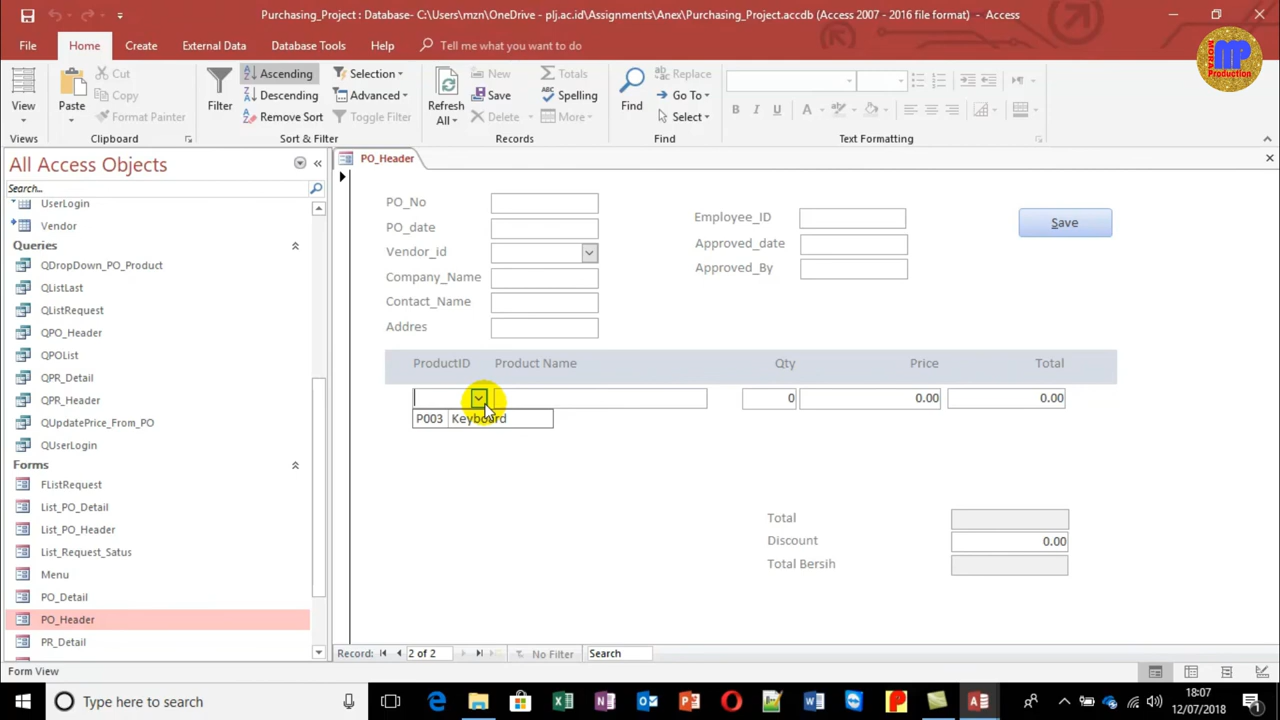 Purchasing_Project : Database- C:\Users\mzn\OneDrive - plj.ac.id\Assignments\Anex\Purchasing_Project.accdb (Access 2007 - 2016 file format) - Access
File Home Create External Data Database Tools Help Tell me what you want to do
MORA MP Production
View Paste Cut Copy Format Painter
Filter Ascending Descending Remove Sort Selection Advanced Toggle Filter
Refresh All New Save Delete Totals Spelling More
Find Replace Go To Select
B I U A
Views Clipboard Sort & Filter Records Find Text Formatting
All Access Objects
Search...
UserLogin
Vendor
Queries
QDropDown_PO_Product
QListLast
QListRequest
QPO_Header
QPOList
QPR_Detail
QPR_Header
QUpdatePrice_From_PO
QUserLogin
Forms
FListRequest
List_PO_Detail
List_PO_Header
List_Request_Satus
Menu
PO_Detail
PO_Header
PR_Detail
PO_Header
PO_No
PO_date
Vendor_id
Company_Name
Contact_Name
Addres
Employee_ID
Approved_date
Approved_By
Save
ProductID Product Name Qty Price Total
0 0.00 0.00
P003 Keyboard
Total
Discount 0.00
Total Bersih
Record: 2 of 2 No Filter Search
Form View
Type here to search
18:07
12/07/2018